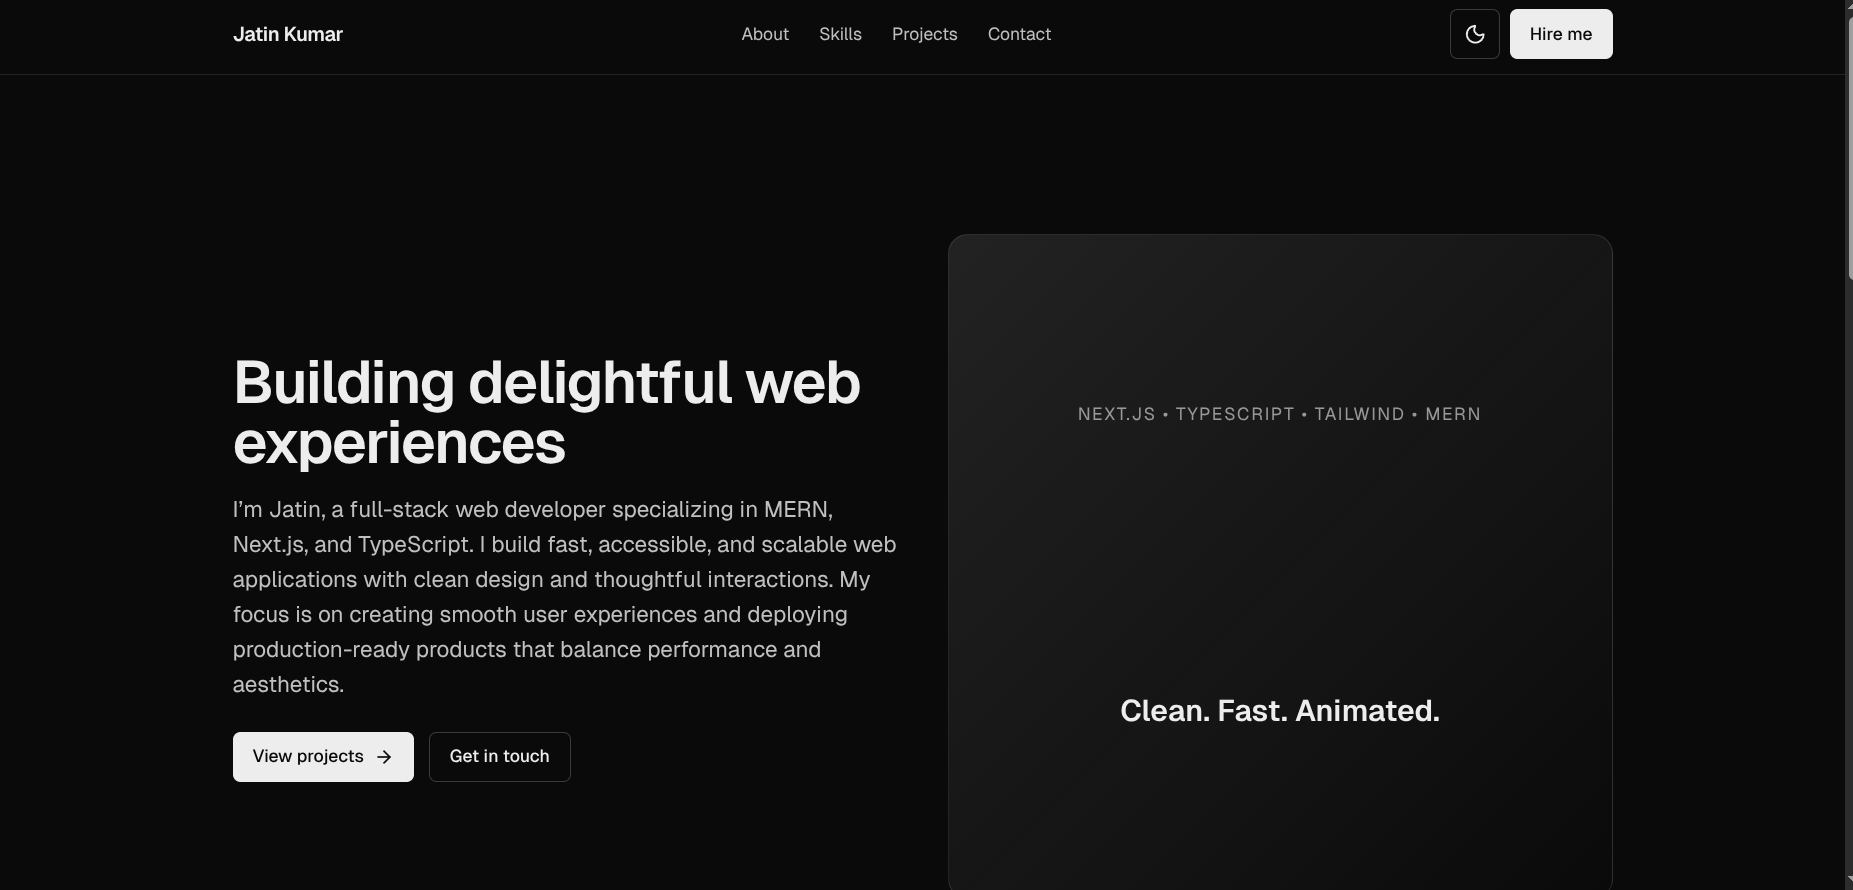 Jatin Kumar
About
Skills
Projects
Contact
Hire me
Building delightful web
experiences
I’m Jatin, a full-stack web developer specializing in MERN,
Next.js, and TypeScript. I build fast, accessible, and scalable web
applications with clean design and thoughtful interactions. My
focus is on creating smooth user experiences and deploying
production-ready products that balance performance and
aesthetics.
View projects →
Get in touch
NEXT.JS • TYPESCRIPT • TAILWIND • MERN
Clean. Fast. Animated.